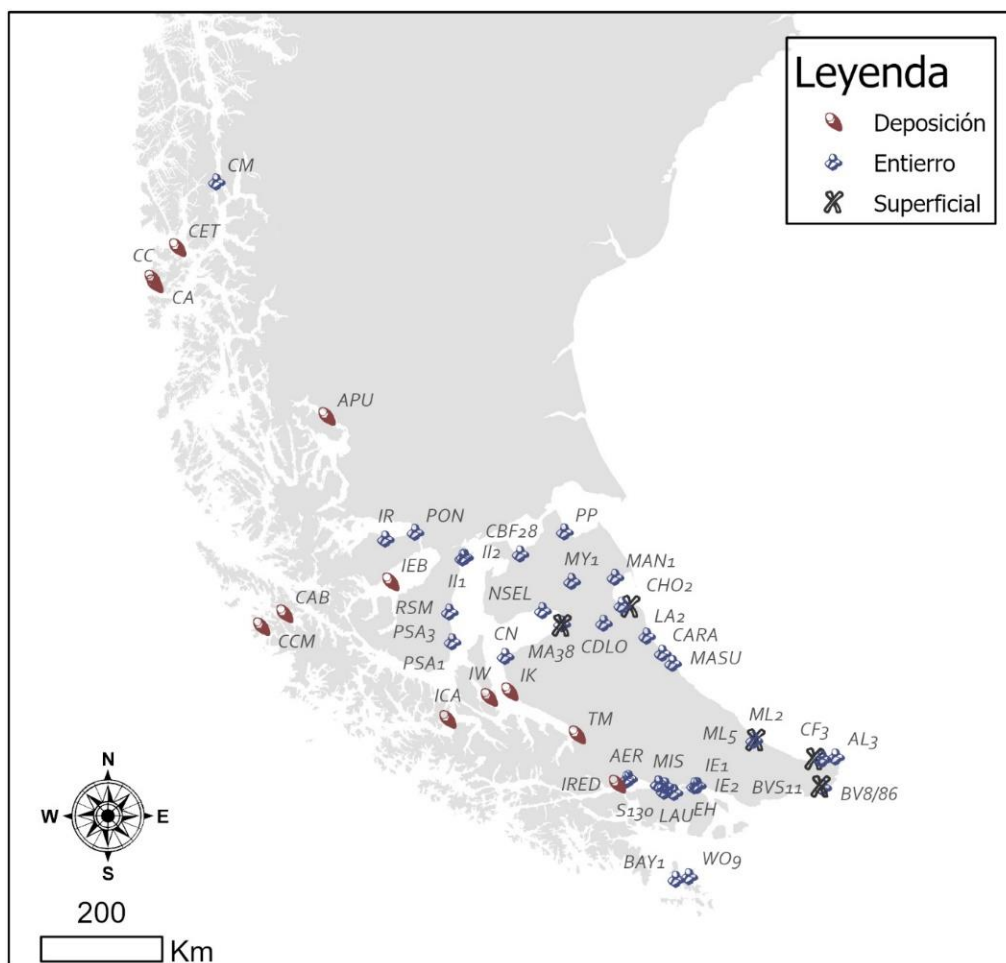 Leyenda
Deposición
Entierro
Superficial
CM
CET
CC
CA
APU
IR
PON
CBF28
PP
II2
II1
IEB
MY1
MAN1
CHO2
NSEL
RSM
CAB
CCM
PSA3
PSA1
CN
MA38
CDLO
LA2
CARA
MASU
IW
IK
ICA
TM
ML2
ML5
CF3
AL3
AER
MIS
IE1
IE2
IRED
S130
LAU
EH
BVS11
BV8/86
BAY1
WO9
N
W
E
S
200
Km